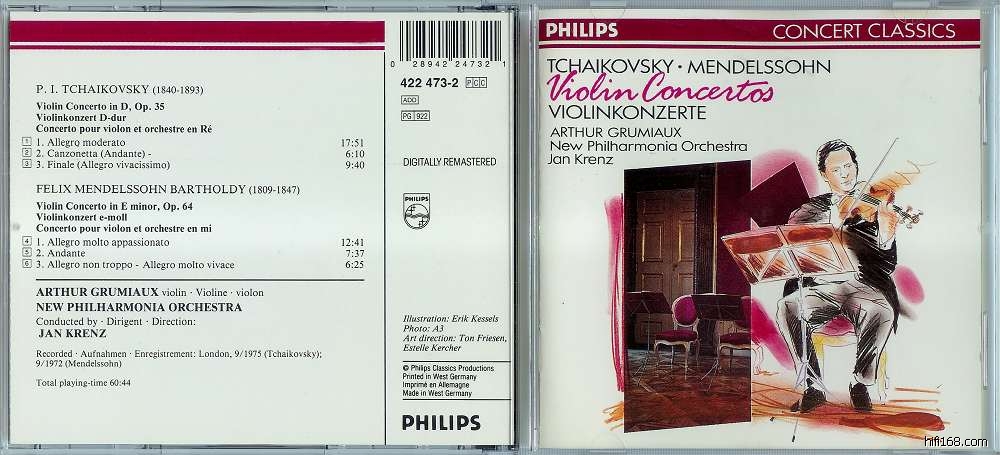 P. I. TCHAIKOVSKY (1840-1893)
Violin Concerto in D, Op. 35
Violinkonzert D-dur
Concerto pour violon et orchestre en Ré
1 1. Allegro moderato 17:51
2 2. Canzonetta (Andante) - 6:10
3 3. Finale (Allegro vivacissimo) 9:40
FELIX MENDELSSOHN BARTHOLDY (1809-1847)
Violin Concerto in E minor, Op. 64
Violinkonzert e-moll
Concerto pour violon et orchestre en mi
4 1. Allegro molto appassionato 12:41
5 2. Andante 7:37
6 3. Allegro non troppo - Allegro molto vivace 6:25
ARTHUR GRUMIAUX violin · Violine · violon
NEW PHILHARMONIA ORCHESTRA
Conducted by · Dirigent · Direction:
JAN KRENZ
Recorded · Aufnahmen · Enregistrement: London, 9/1975 (Tchaikovsky);
9/1972 (Mendelssohn)
Total playing-time 60:44
0 28942 24732 1
422 473-2 PCC
ADD
PG 922
DIGITALLY REMASTERED
PHILIPS
Illustration: Erik Kessels
Photo: A3
Art direction: Ton Friesen,
Estelle Kercher
℗ Philips Classics Productions
Printed in West Germany
Imprimé en Allemagne
Made in West Germany
PHILIPS
PHILIPS
CONCERT CLASSICS
TCHAIKOVSKY · MENDELSSOHN
Violin Concertos
VIOLINKONZERTE
ARTHUR GRUMIAUX
New Philharmonia Orchestra
Jan Krenz
hifi168.com